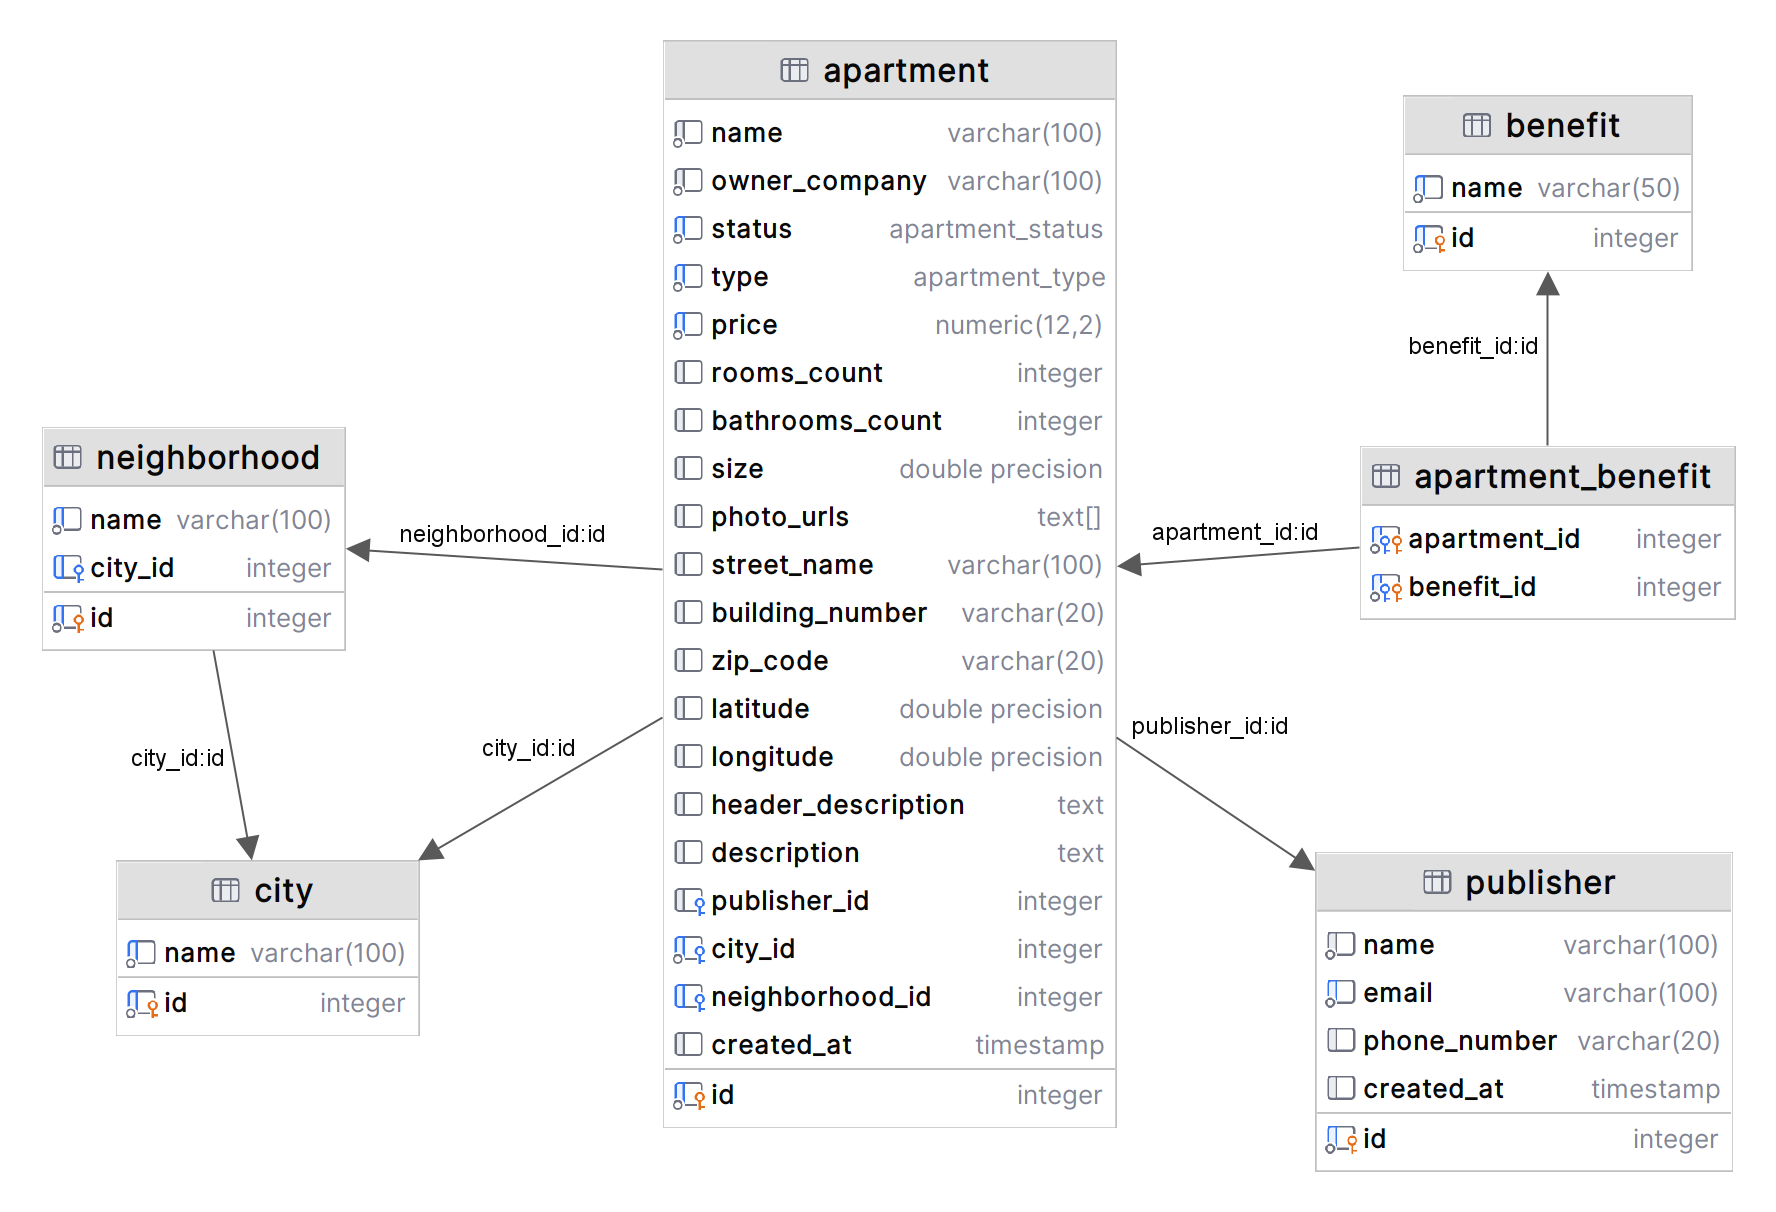 apartment
name varchar(100)
owner_company varchar(100)
status apartment_status
type apartment_type
price numeric(12,2)
rooms_count integer
bathrooms_count integer
size double precision
photo_urls text[]
street_name varchar(100)
building_number varchar(20)
zip_code varchar(20)
latitude double precision
longitude double precision
header_description text
description text
publisher_id integer
city_id integer
neighborhood_id integer
created_at timestamp
id integer
benefit
name varchar(50)
id integer
benefit_id:id
neighborhood
name varchar(100)
city_id integer
id integer
neighborhood_id:id
apartment_benefit
apartment_id integer
benefit_id integer
apartment_id:id
city_id:id
city_id:id
publisher_id:id
city
name varchar(100)
id integer
publisher
name varchar(100)
email varchar(100)
phone_number varchar(20)
created_at timestamp
id integer